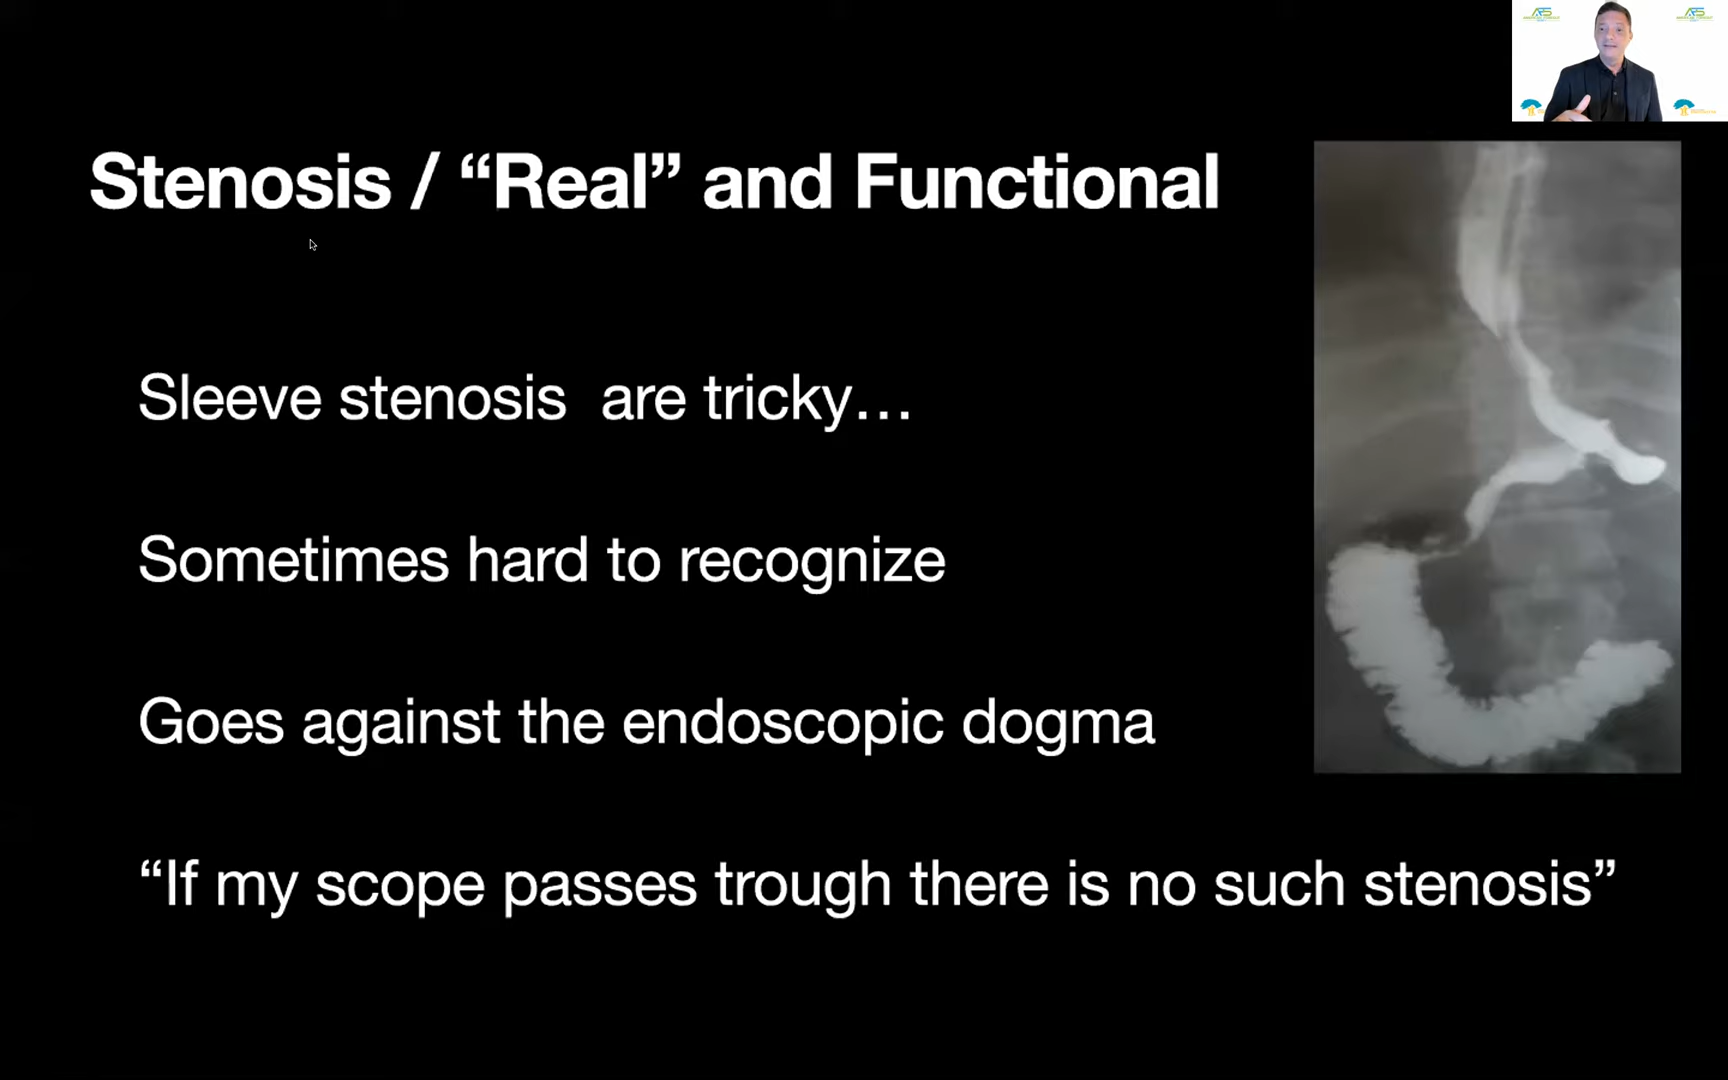 Stenosis / “Real” and Functional
Sleeve stenosis  are tricky…
Sometimes hard to recognize
Goes against the endoscopic dogma
“If my scope passes trough there is no such stenosis”